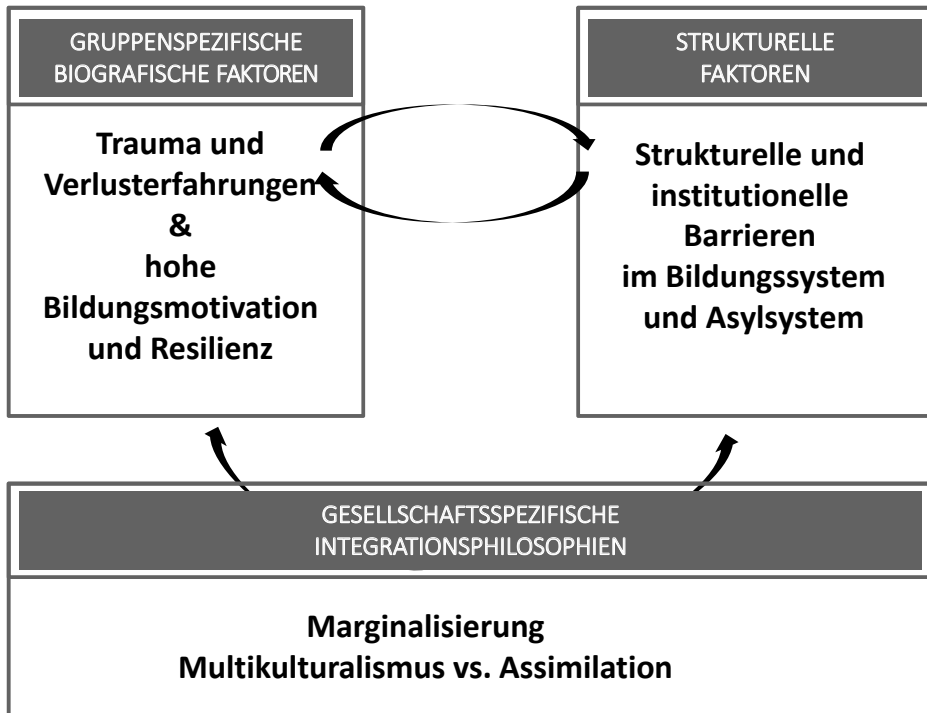 GRUPPENSPEZIFISCHE
BIOGRAFISCHE FAKTOREN
Trauma und
Verlusterfahrungen
&
hohe
Bildungsmotivation
und Resilienz
STRUKTURELLE
FAKTOREN
Strukturelle und
institutionelle
Barrieren
im Bildungssystem
und Asylsystem
GESELLSCHAFTSSPEZIFISCHE
INTEGRATIONSPHILOSOPHIEN
Marginalisierung
Multikulturalismus vs. Assimilation